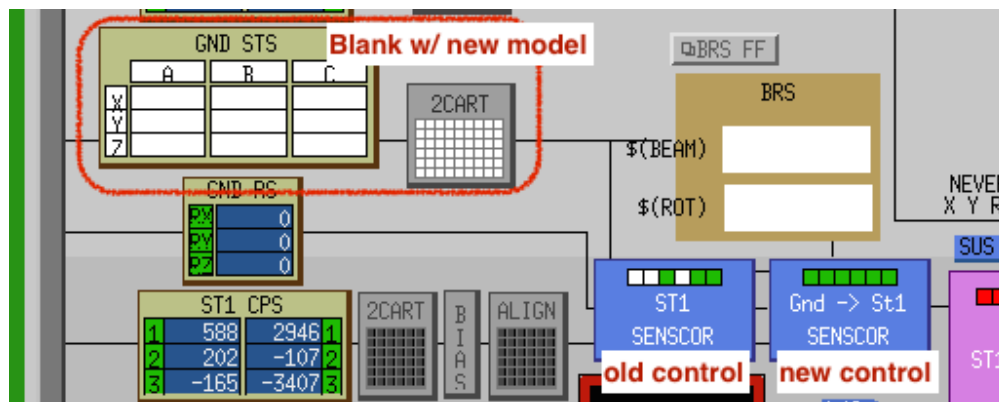 GND STS
Blank w/ new model
A B C
X
Y
Z
2CART
BRS FF
BRS
$(BEAM)
$(ROT)
GND RS
RX 0
RY 0
RZ 0
NEVER
X Y R
SUS
ST1 CPS
1 588 2946 1
2 202 -107 2
3 -165 -3407 3
2CART
BIAS
ALIGN
ST1
SENSCOR
old control
Gnd -> St1
SENSCOR
new control
ST1